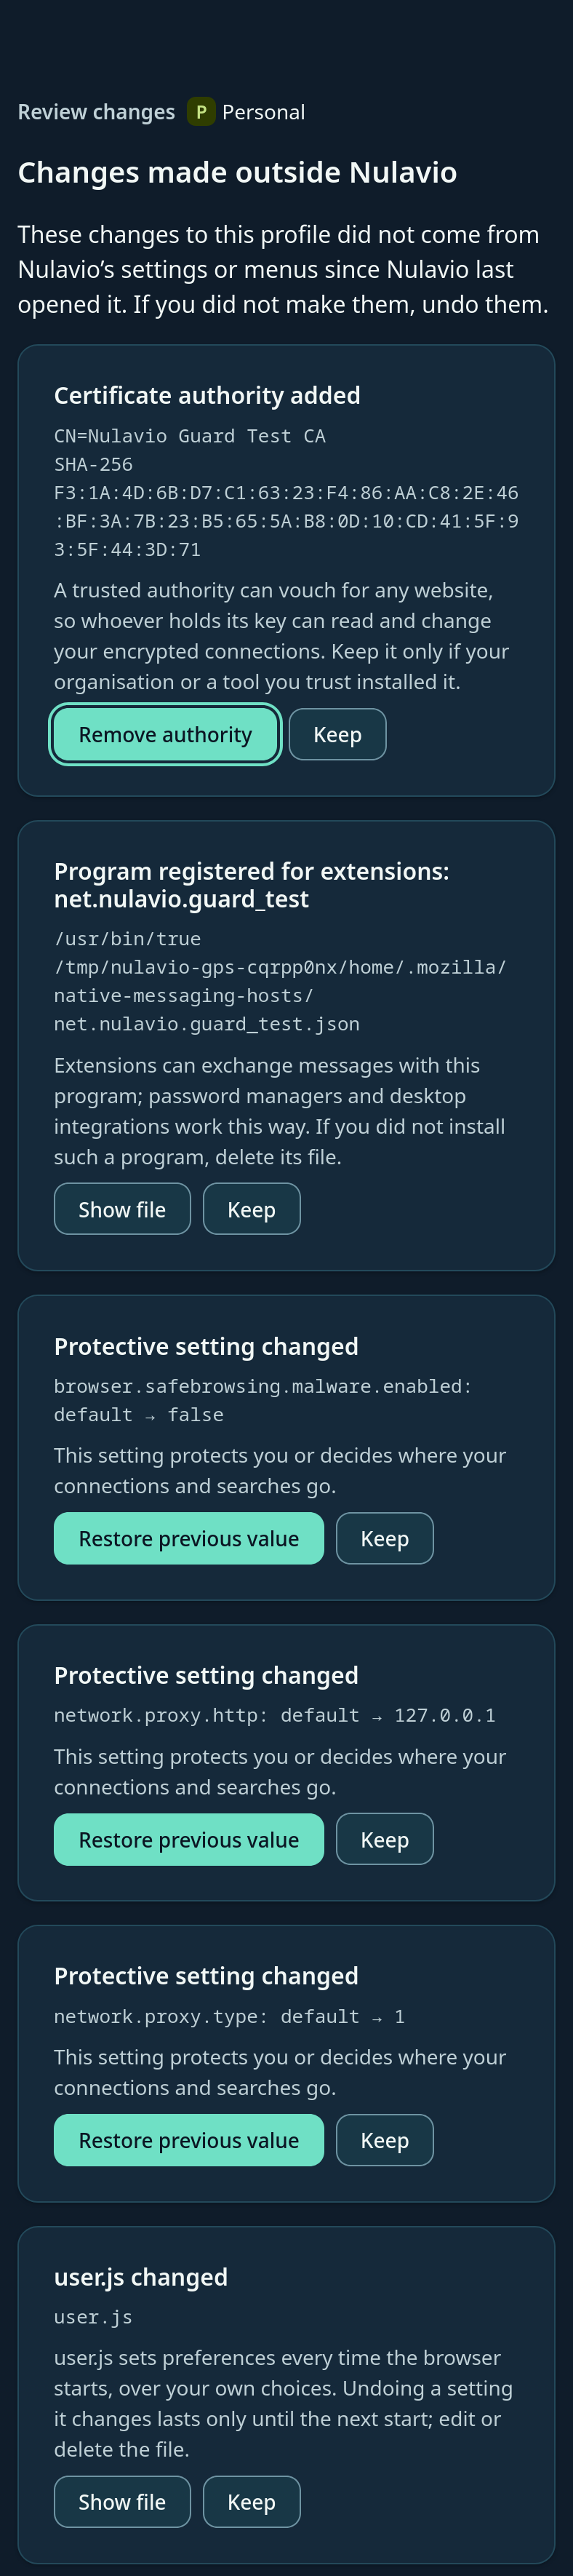 Review changes P Personal
Changes made outside Nulavio
These changes to this profile did not come from
Nulavio’s settings or menus since Nulavio last
opened it. If you did not make them, undo them.
Certificate authority added
CN=Nulavio Guard Test CA
SHA-256
F3:1A:4D:6B:D7:C1:63:23:F4:86:AA:C8:2E:46
:BF:3A:7B:23:B5:65:5A:B8:0D:10:CD:41:5F:9
3:5F:44:3D:71
A trusted authority can vouch for any website,
so whoever holds its key can read and change
your encrypted connections. Keep it only if your
organisation or a tool you trust installed it.
Remove authority Keep
Program registered for extensions:
net.nulavio.guard_test
/usr/bin/true
/tmp/nulavio-gps-cqrpp0nx/home/.mozilla/
native-messaging-hosts/
net.nulavio.guard_test.json
Extensions can exchange messages with this
program; password managers and desktop
integrations work this way. If you did not install
such a program, delete its file.
Show file Keep
Protective setting changed
browser.safebrowsing.malware.enabled:
default → false
This setting protects you or decides where your
connections and searches go.
Restore previous value Keep
Protective setting changed
network.proxy.http: default → 127.0.0.1
This setting protects you or decides where your
connections and searches go.
Restore previous value Keep
Protective setting changed
network.proxy.type: default → 1
This setting protects you or decides where your
connections and searches go.
Restore previous value Keep
user.js changed
user.js
user.js sets preferences every time the browser
starts, over your own choices. Undoing a setting
it changes lasts only until the next start; edit or
delete the file.
Show file Keep